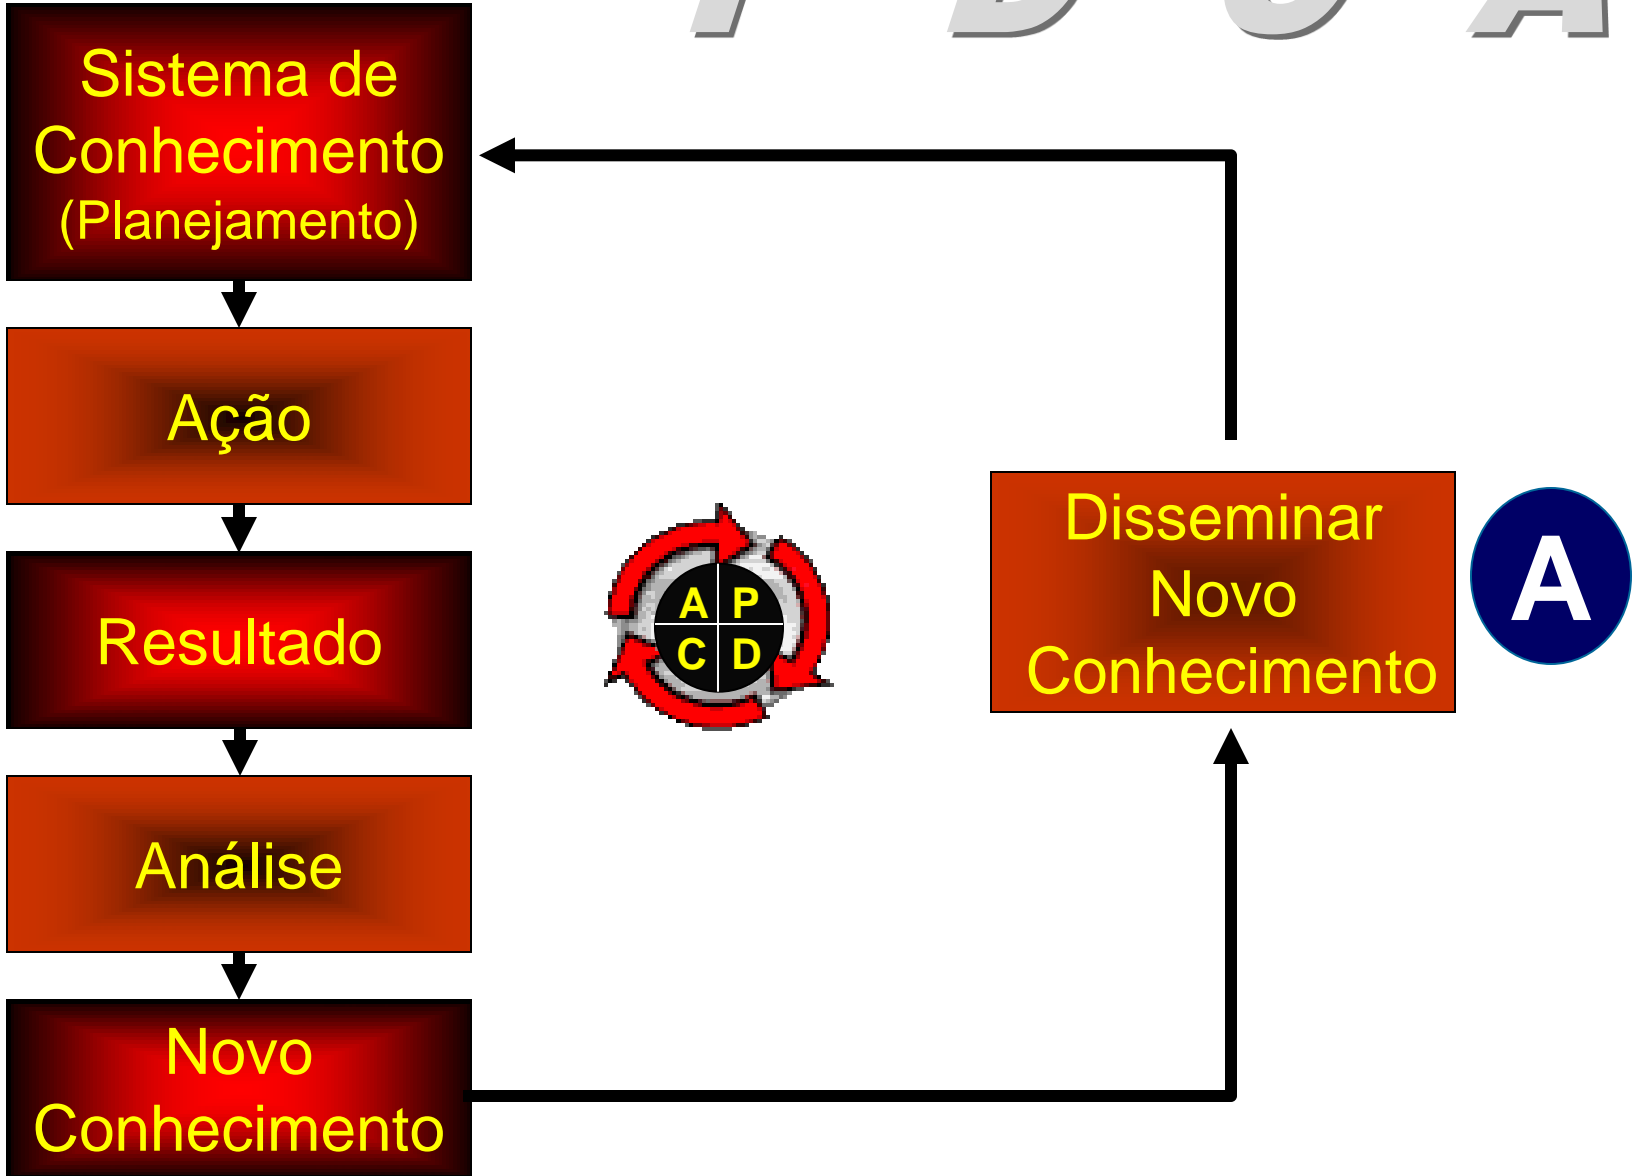 P D C A
Sistema de
Conhecimento
(Planejamento)
Ação
Resultado
Análise
Novo
Conhecimento
A P
C D
Disseminar
Novo
Conhecimento
A